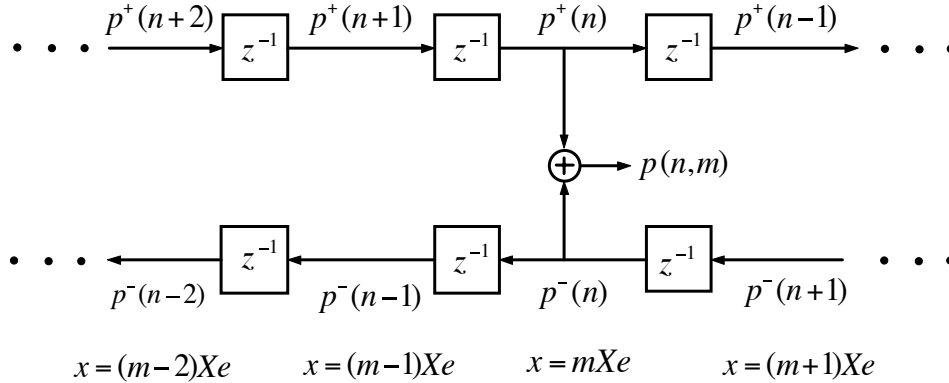 • • • p⁺(n+2) p⁺(n+1) p⁺(n) p⁺(n−1) • • •
z⁻¹ z⁻¹ z⁻¹
+ p(n,m)
z⁻¹ z⁻¹ z⁻¹
• • • p⁻(n−2) p⁻(n−1) p⁻(n) p⁻(n+1) • • •
x=(m−2)Xe x=(m−1)Xe x=mXe x=(m+1)Xe